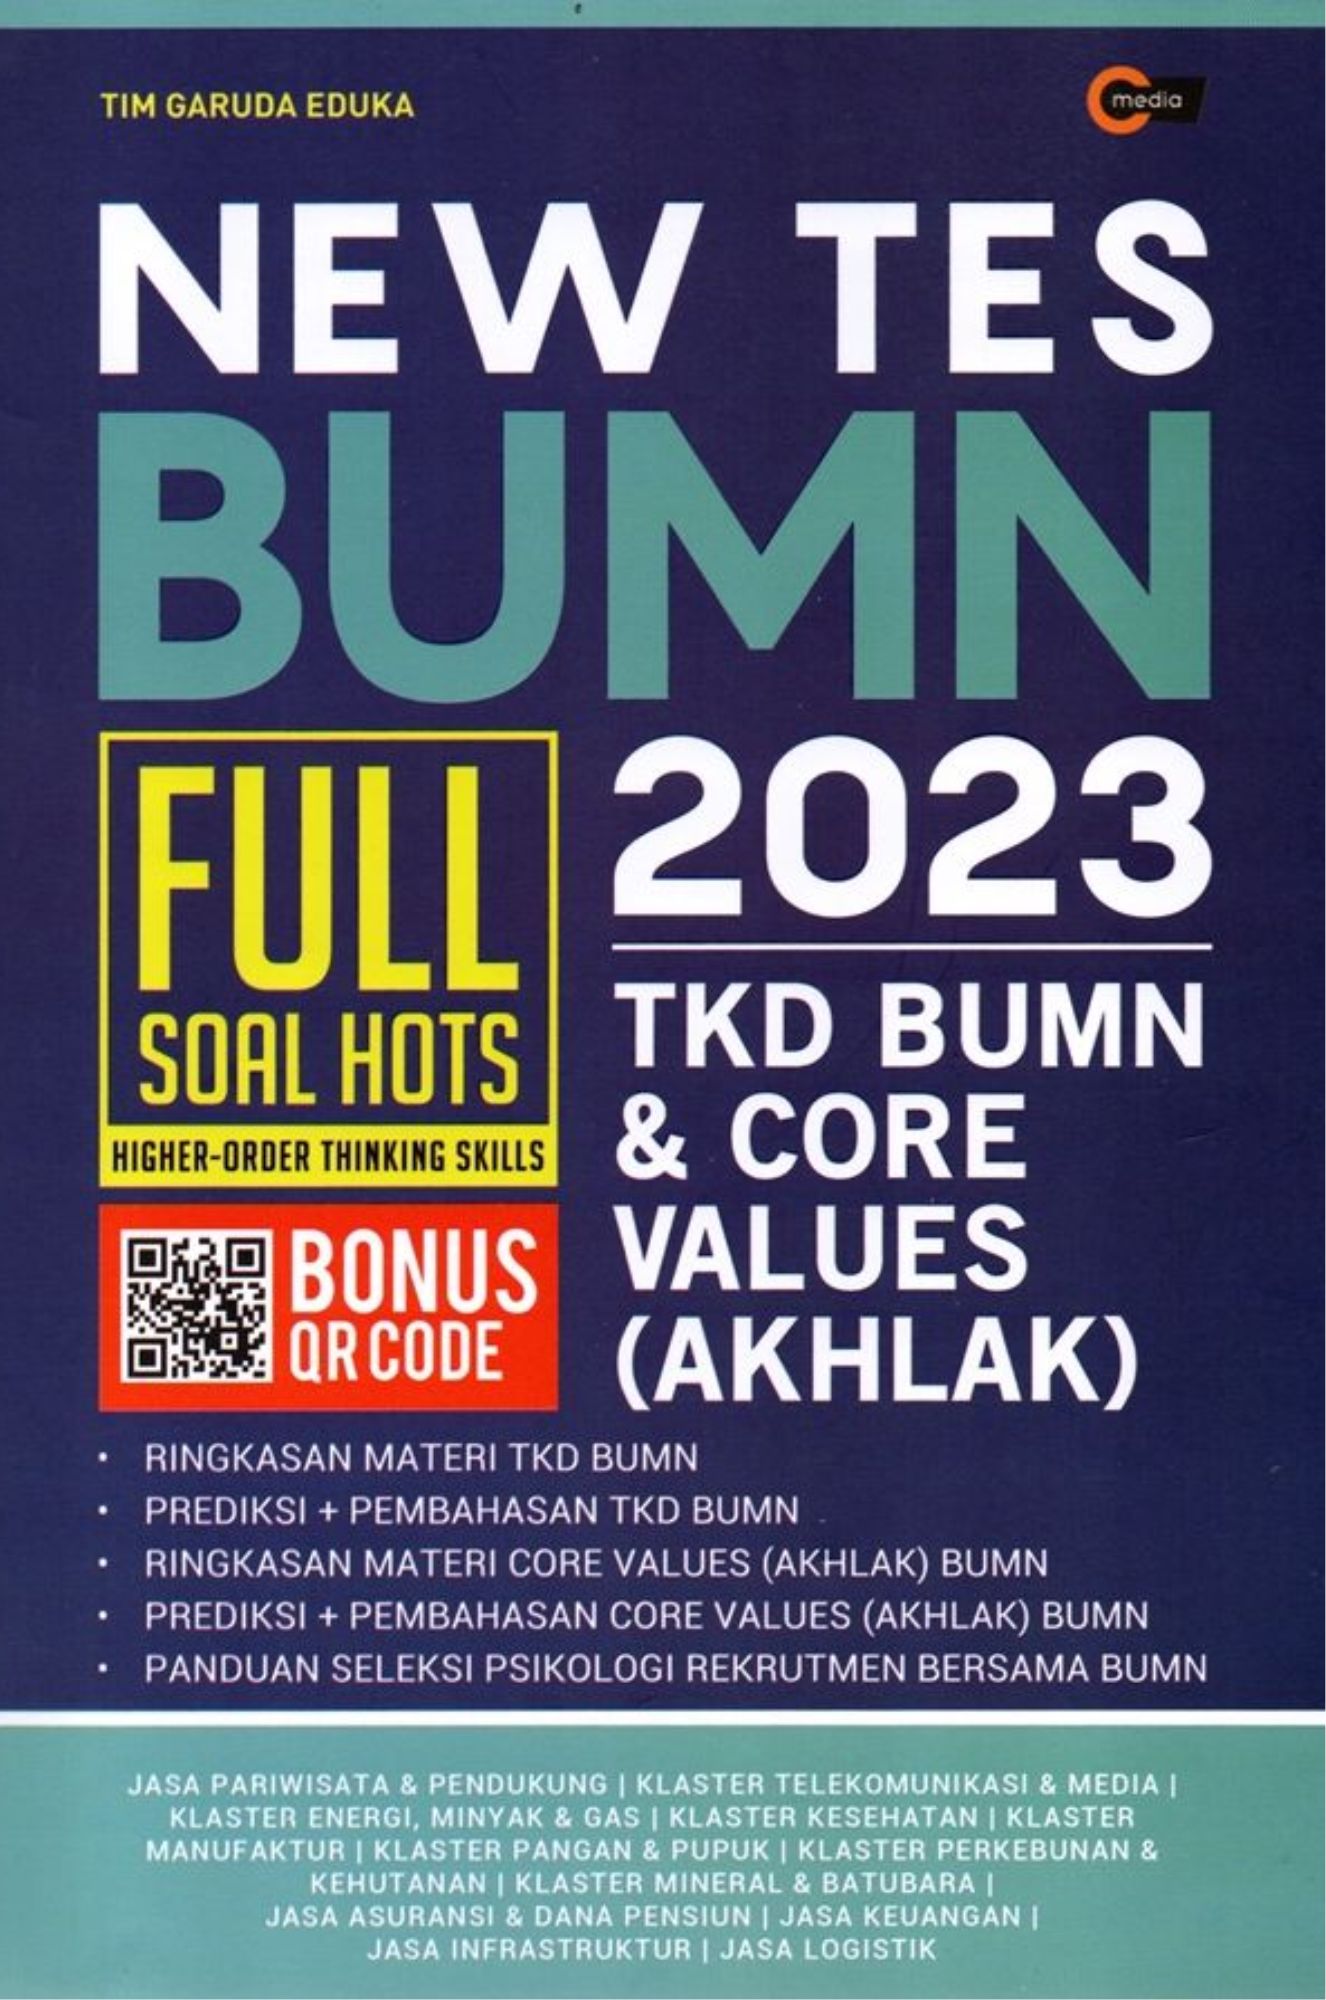 TIM GARUDA EDUKA
C media
NEW TES
BUMN
2023
FULL
SOAL HOTS
HIGHER-ORDER THINKING SKILLS
BONUS
QR CODE
TKD BUMN
& CORE
VALUES
(AKHLAK)
• RINGKASAN MATERI TKD BUMN
• PREDIKSI + PEMBAHASAN TKD BUMN
• RINGKASAN MATERI CORE VALUES (AKHLAK) BUMN
• PREDIKSI + PEMBAHASAN CORE VALUES (AKHLAK) BUMN
• PANDUAN SELEKSI PSIKOLOGI REKRUTMEN BERSAMA BUMN
JASA PARIWISATA & PENDUKUNG | KLASTER TELEKOMUNIKASI & MEDIA |
KLASTER ENERGI, MINYAK & GAS | KLASTER KESEHATAN | KLASTER
MANUFAKTUR | KLASTER PANGAN & PUPUK | KLASTER PERKEBUNAN &
KEHUTANAN | KLASTER MINERAL & BATUBARA |
JASA ASURANSI & DANA PENSIUN | JASA KEUANGAN |
JASA INFRASTRUKTUR | JASA LOGISTIK